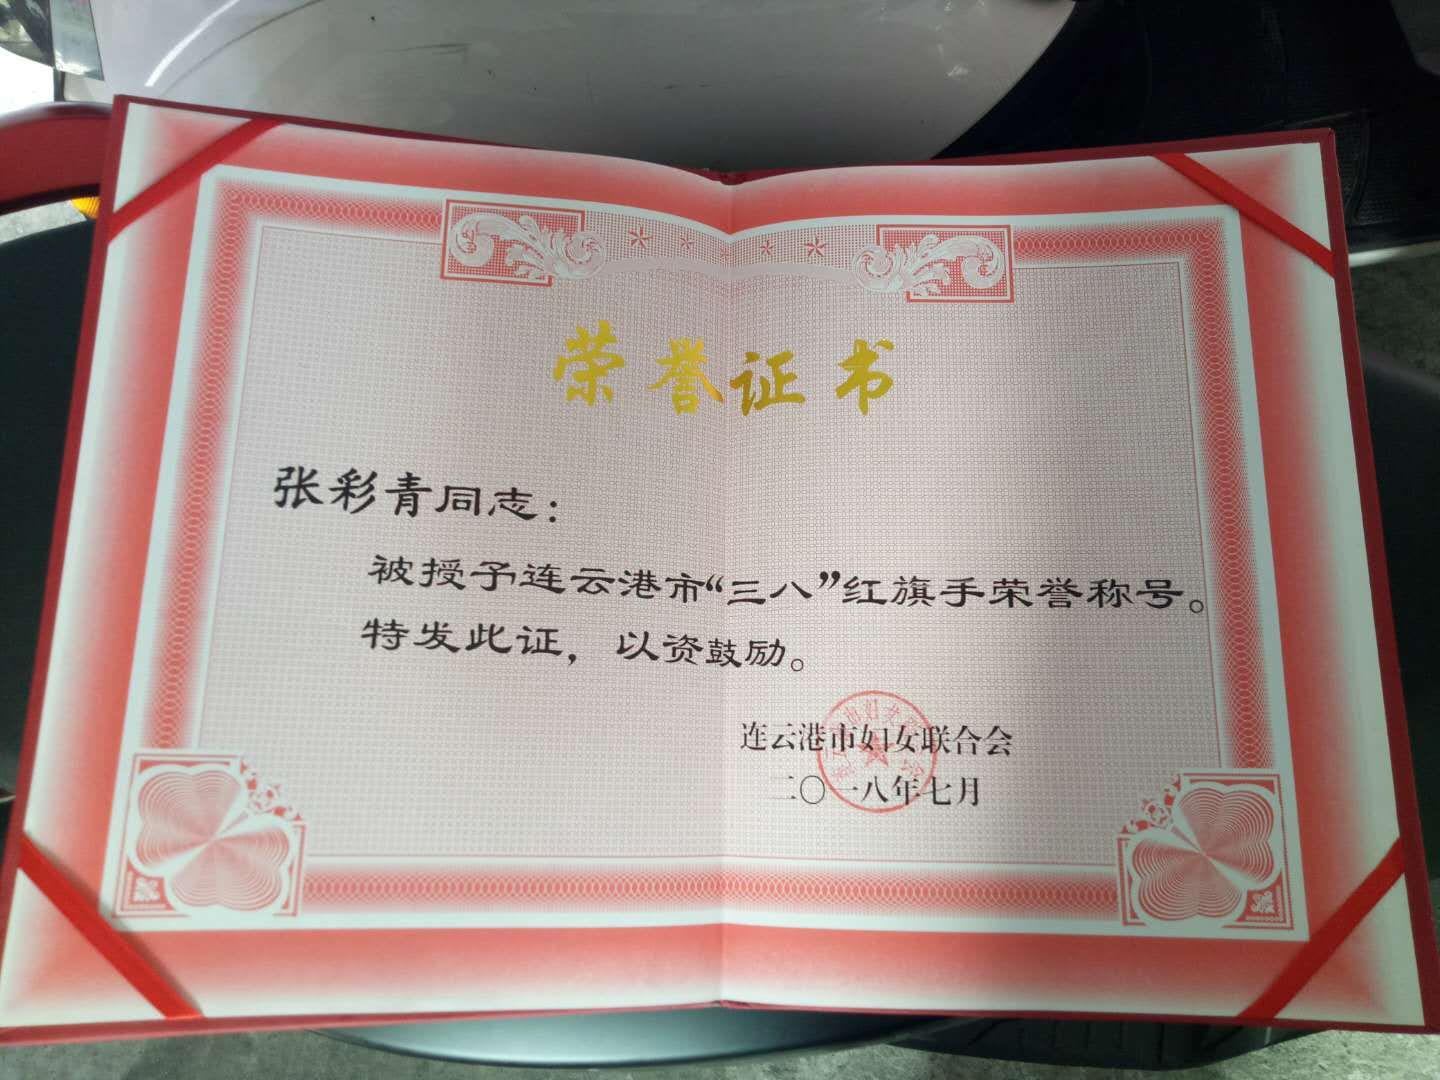 荣誉证书
张彩青同志：
被授予连云港市“三八”红旗手荣誉称号。
特发此证，以资鼓励。
连云港市妇女联合会
二〇一八年七月